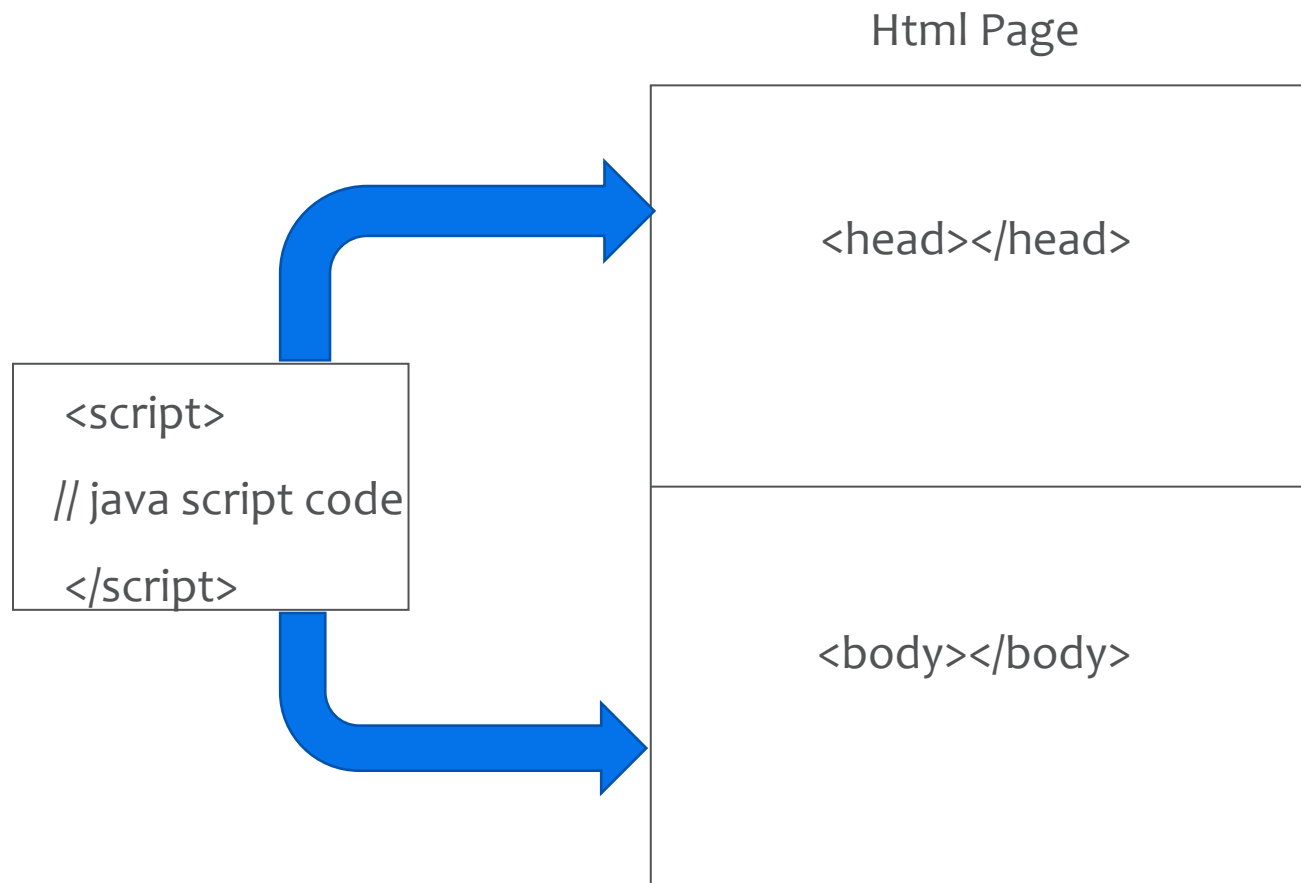 Html Page
<head></head>
<script>
// java script code
</script>
<body></body>